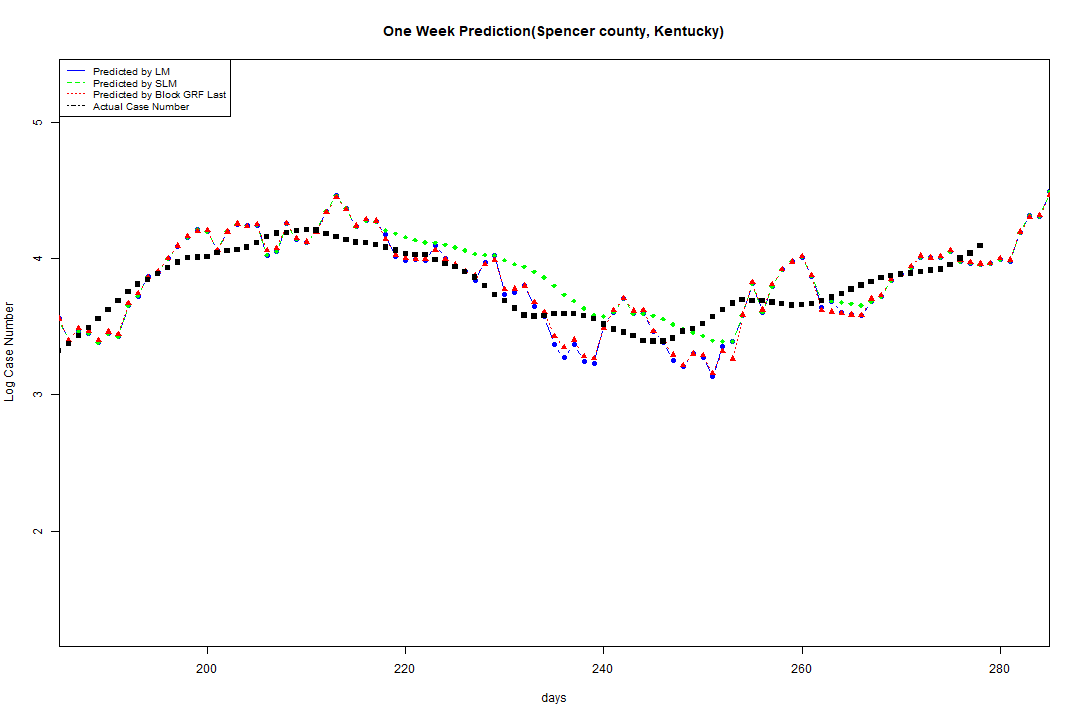 One Week Prediction(Spencer county, Kentucky)
Predicted by LM
Predicted by SLM
Predicted by Block GRF Last
Actual Case Number
5
4
3
2
Log Case Number
200 220 240 260 280
days